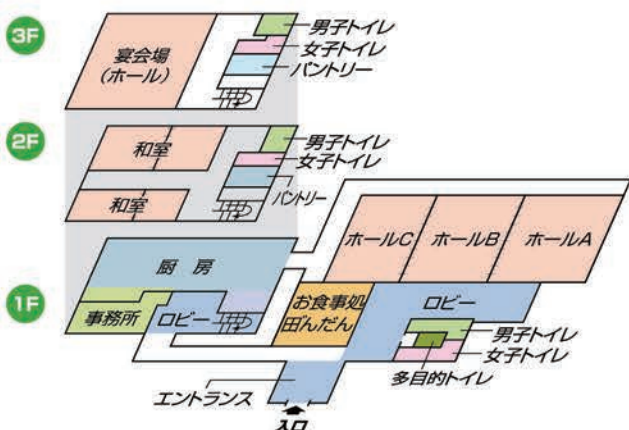 3F
宴会場
(ホール)
男子トイレ
女子トイレ
パントリー
2F
和室
和室
男子トイレ
女子トイレ
パントリー
1F
厨房
事務所
ロビー
ホールC
ホールB
ホールA
お食事処
田んだん
ロビー
男子トイレ
女子トイレ
多目的トイレ
エントランス
入口